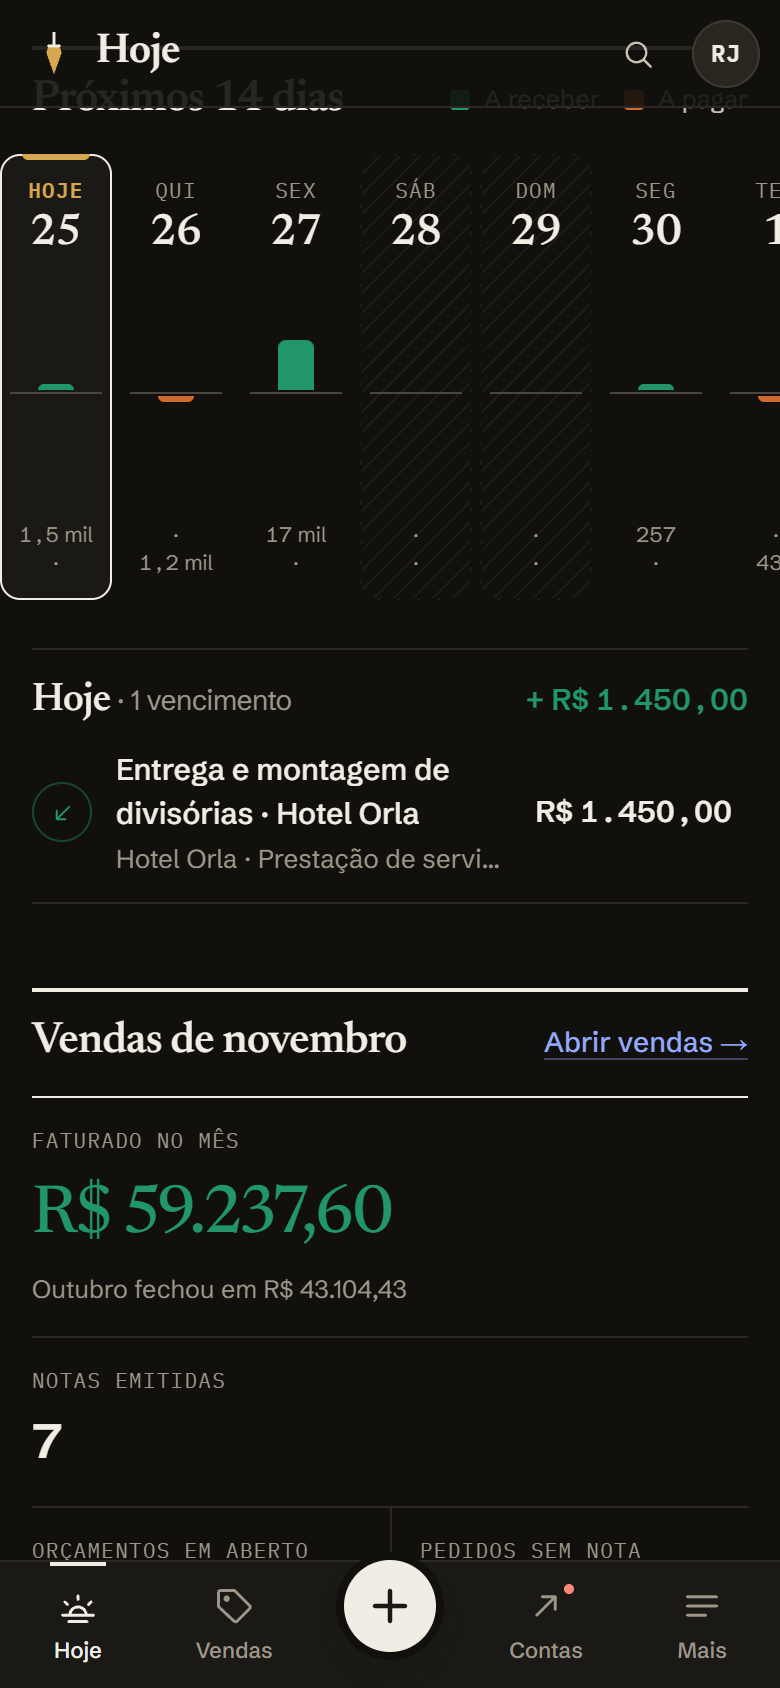 Hoje
RJ
Próximos 14 dias
A receber
A pagar
HOJE
25
1,5 mil
·
QUI
26
·
1,2 mil
SEX
27
17 mil
·
SÁB
28
·
·
DOM
29
·
·
SEG
30
257
·
Hoje · 1 vencimento
+ R$ 1.450,00
Entrega e montagem de
divisórias · Hotel Orla
R$ 1.450,00
Hotel Orla · Prestação de servi...
Vendas de novembro
Abrir vendas →
FATURADO NO MÊS
R$ 59.237,60
Outubro fechou em R$ 43.104,43
NOTAS EMITIDAS
7
ORÇAMENTOS EM ABERTO
PEDIDOS SEM NOTA
Hoje
Vendas
Contas
Mais